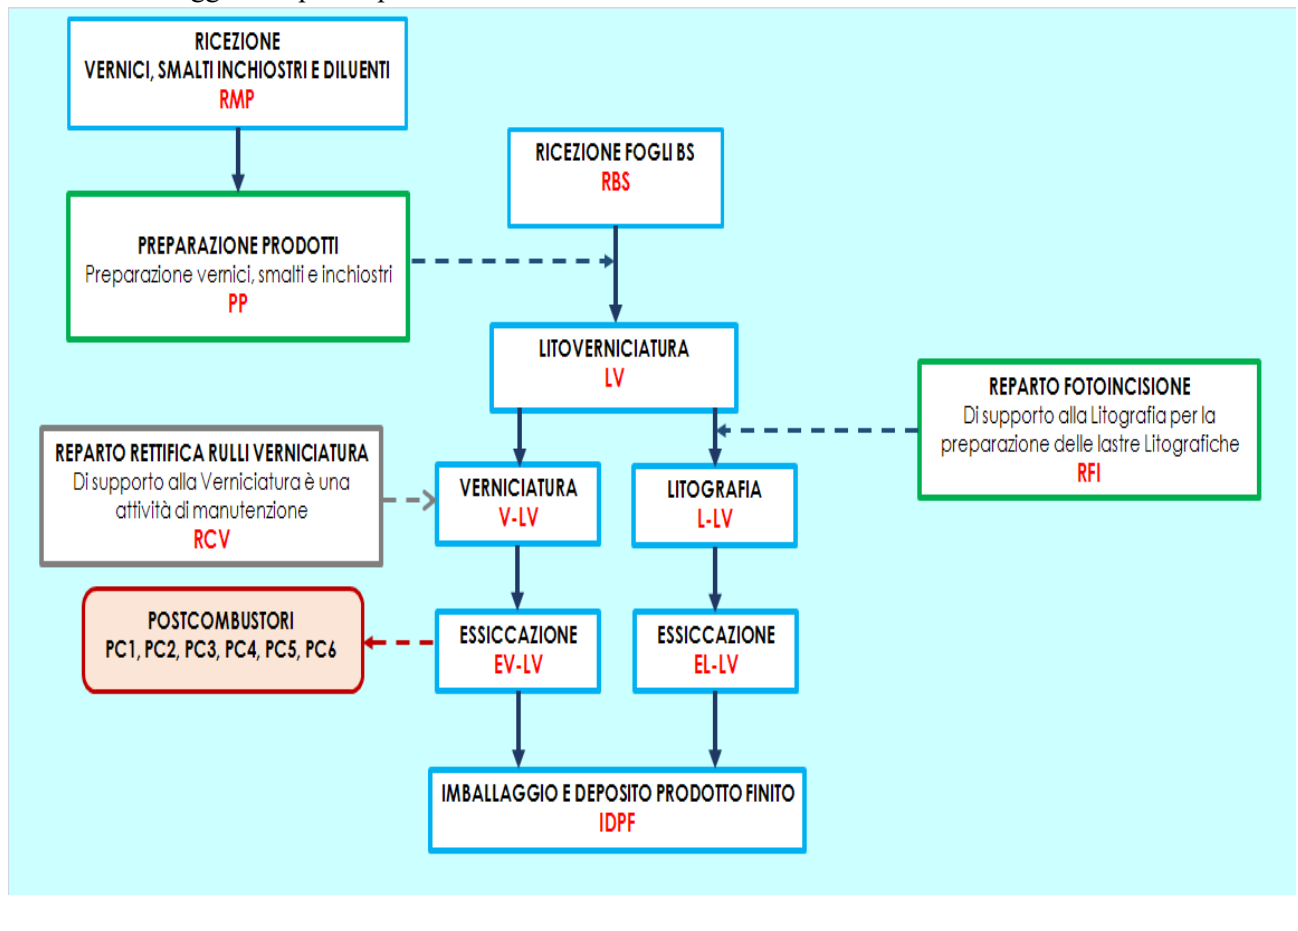 RICEZIONE
VERNICI, SMALTI INCHIOSTRI E DILUENTI
RMP
RICEZIONE FOGLI BS
RBS
PREPARAZIONE PRODOTTI
Preparazione vernici, smalti e inchiostri
PP
LITOVERNICIATURA
LV
REPARTO FOTOINCISIONE
Di supporto alla Litografia per la
preparazione delle lastre Litografiche
RFI
REPARTO RETTIFICA RULLI VERNICIATURA
Di supporto alla Verniciatura è una
attività di manutenzione
RCV
VERNICIATURA
V-LV
LITOGRAFIA
L-LV
POSTCOMBUSTORI
PC1, PC2, PC3, PC4, PC5, PC6
ESSICCAZIONE
EV-LV
ESSICCAZIONE
EL-LV
IMBALLAGGIO E DEPOSITO PRODOTTO FINITO
IDPF